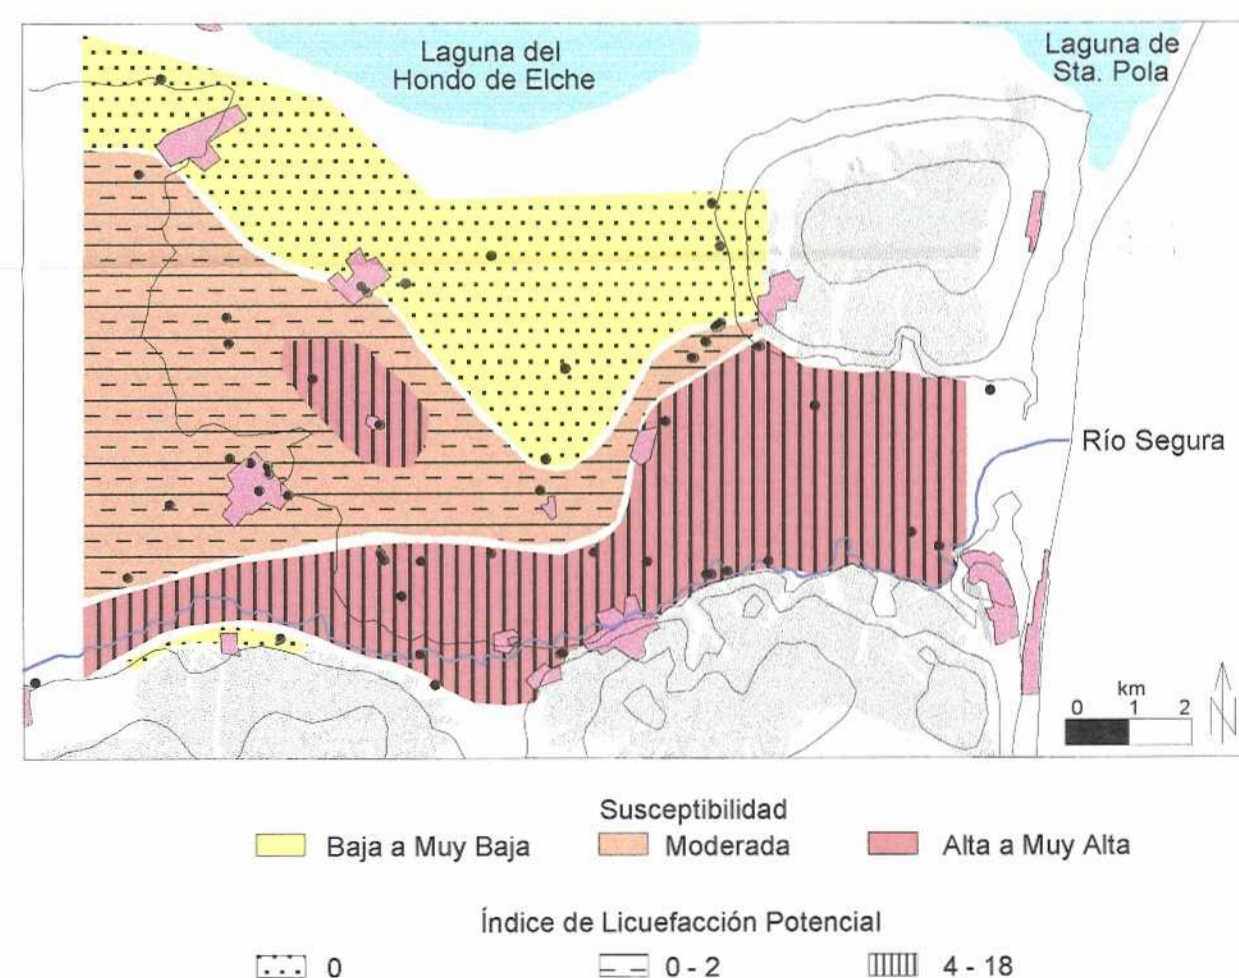 Laguna del
Hondo de Elche
Laguna de
Sta. Pola
Río Segura
km
0 1 2
N
Susceptibilidad
Baja a Muy Baja
Moderada
Alta a Muy Alta
Índice de Licuefacción Potencial
0
0 - 2
4 - 18